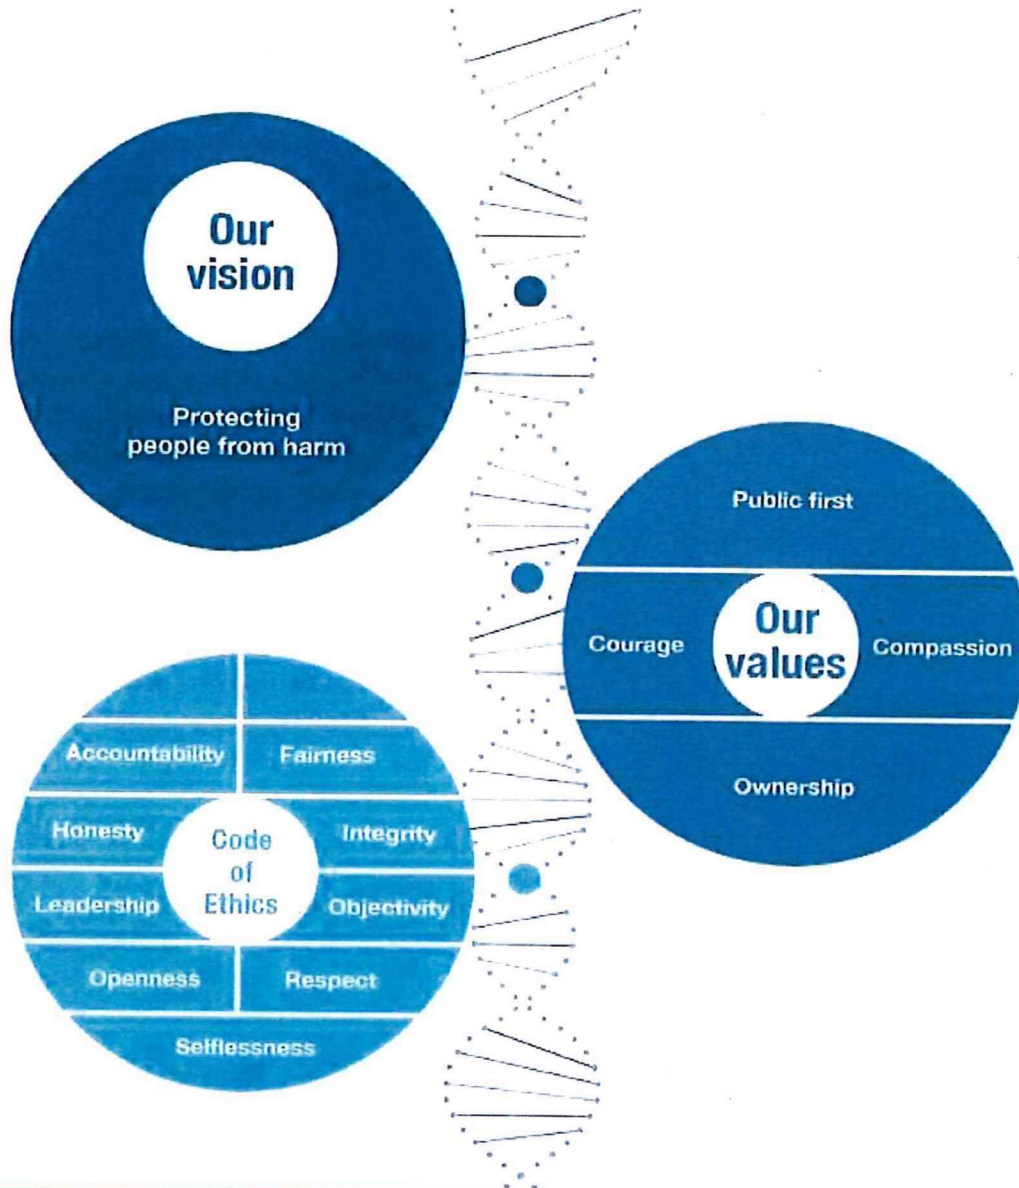 Our
vision
Protecting
people from harm
Public first
Courage
Our
values
Compassion
Ownership
Accountability
Fairness
Honesty
Code
of
Ethics
Integrity
Leadership
Objectivity
Openness
Respect
Selflessness